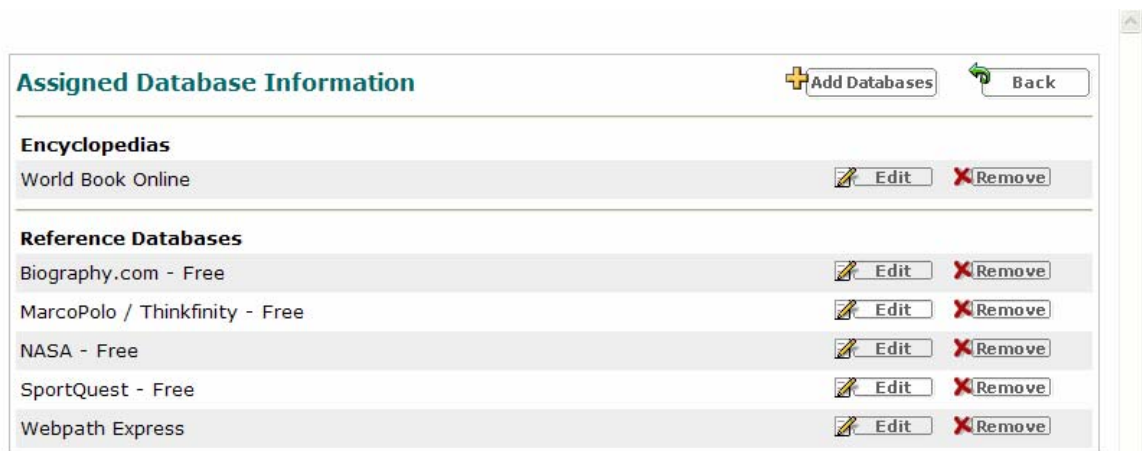 Assigned Database Information Add Databases Back
Encyclopedias
World Book Online Edit Remove
Reference Databases
Biography.com - Free Edit Remove
MarcoPolo / Thinkfinity - Free Edit Remove
NASA - Free Edit Remove
SportQuest - Free Edit Remove
Webpath Express Edit Remove